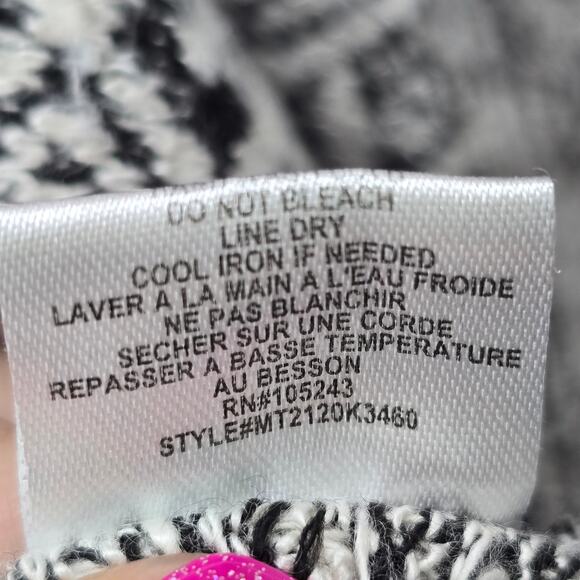 DO NOT BLEACH
LINE DRY
COOL IRON IF NEEDED
LAVER A LA MAIN A L'EAU FROIDE
NE PAS BLANCHIR
SECHER SUR UNE CORDE
REPASSER A BASSE TEMPERATURE
AU BESSON
RN#105243
STYLE#MT2120K3460